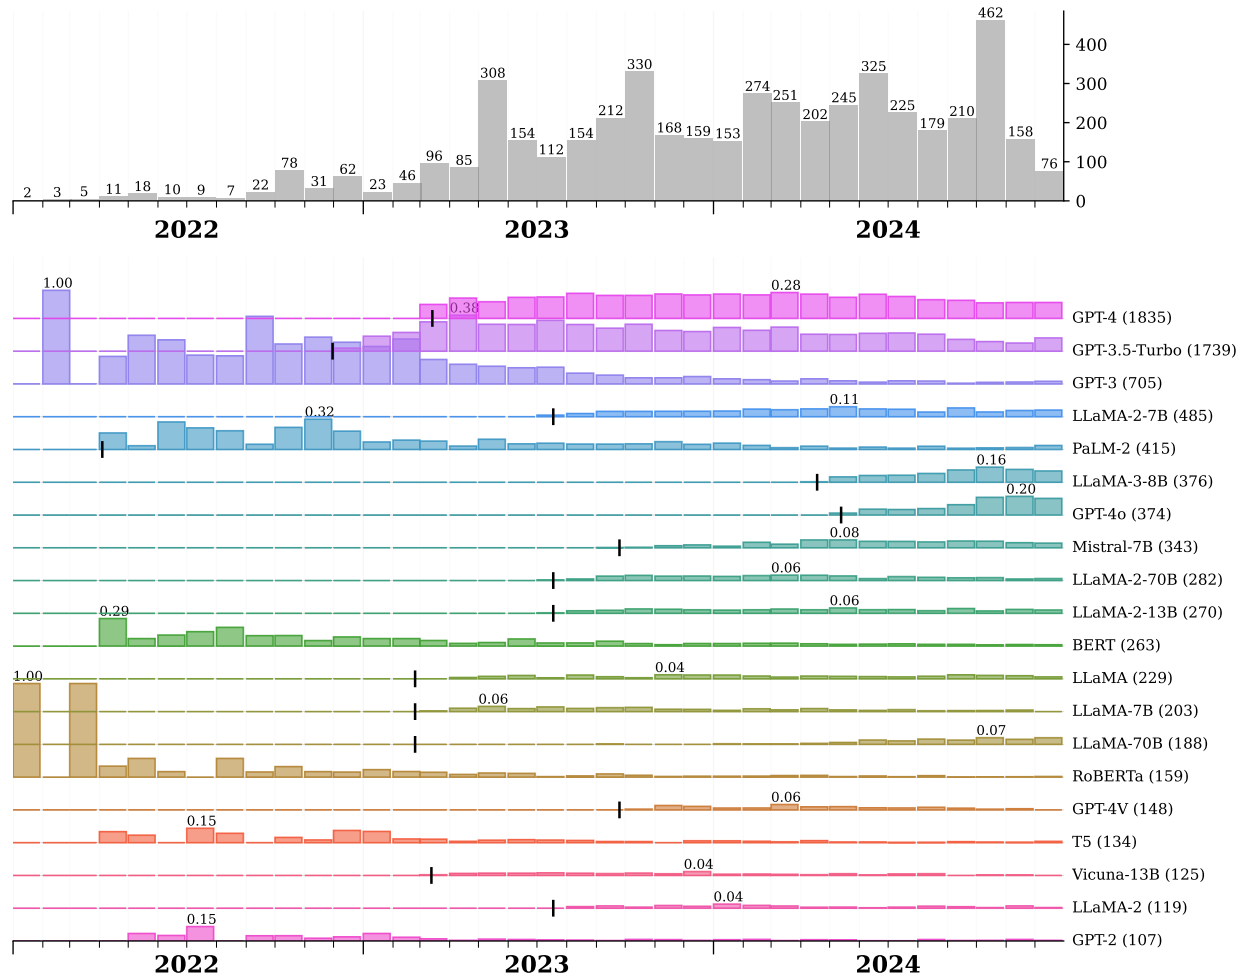 2 3 5 11 18 10 9 7 22 78 31 62 23 46 96 85 308 154 112 154 212 330 168 159 153 274 251 202 245 325 225 179 210 462 158 76
400
300
200
100
0
2022 2023 2024
1.00 0.38 0.28
GPT-4 (1835)
GPT-3.5-Turbo (1739)
GPT-3 (705)
0.11
LLaMA-2-7B (485)
0.32
PaLM-2 (415)
0.16
LLaMA-3-8B (376)
0.20
GPT-4o (374)
0.08
Mistral-7B (343)
0.06
LLaMA-2-70B (282)
0.06
LLaMA-2-13B (270)
0.29
BERT (263)
0.04
LLaMA (229)
1.00
0.06
LLaMA-7B (203)
0.07
LLaMA-70B (188)
RoBERTa (159)
0.06
GPT-4V (148)
0.15
T5 (134)
0.04
Vicuna-13B (125)
0.04
LLaMA-2 (119)
0.15
GPT-2 (107)
2022 2023 2024